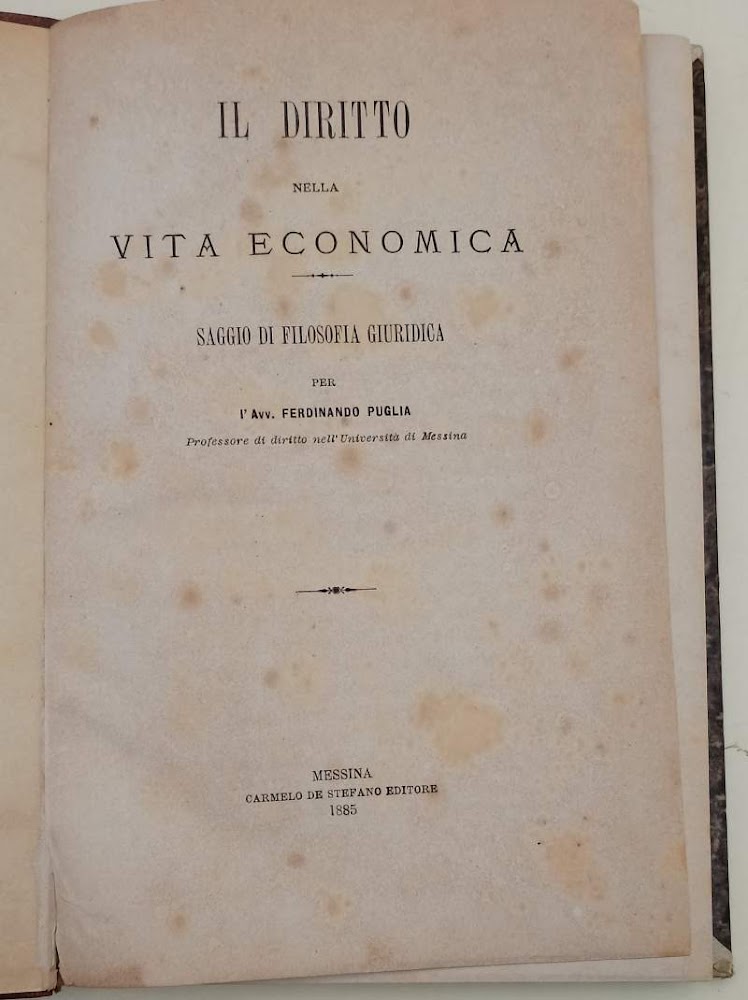 IL DIRITTO
NELLA
VITA ECONOMICA
SAGGIO DI FILOSOFIA GIURIDICA
PER
l'Avv. FERDINANDO PUGLIA
Professore di diritto nell'Università di Messina
MESSINA
CARMELO DE STEFANO EDITORE
1885